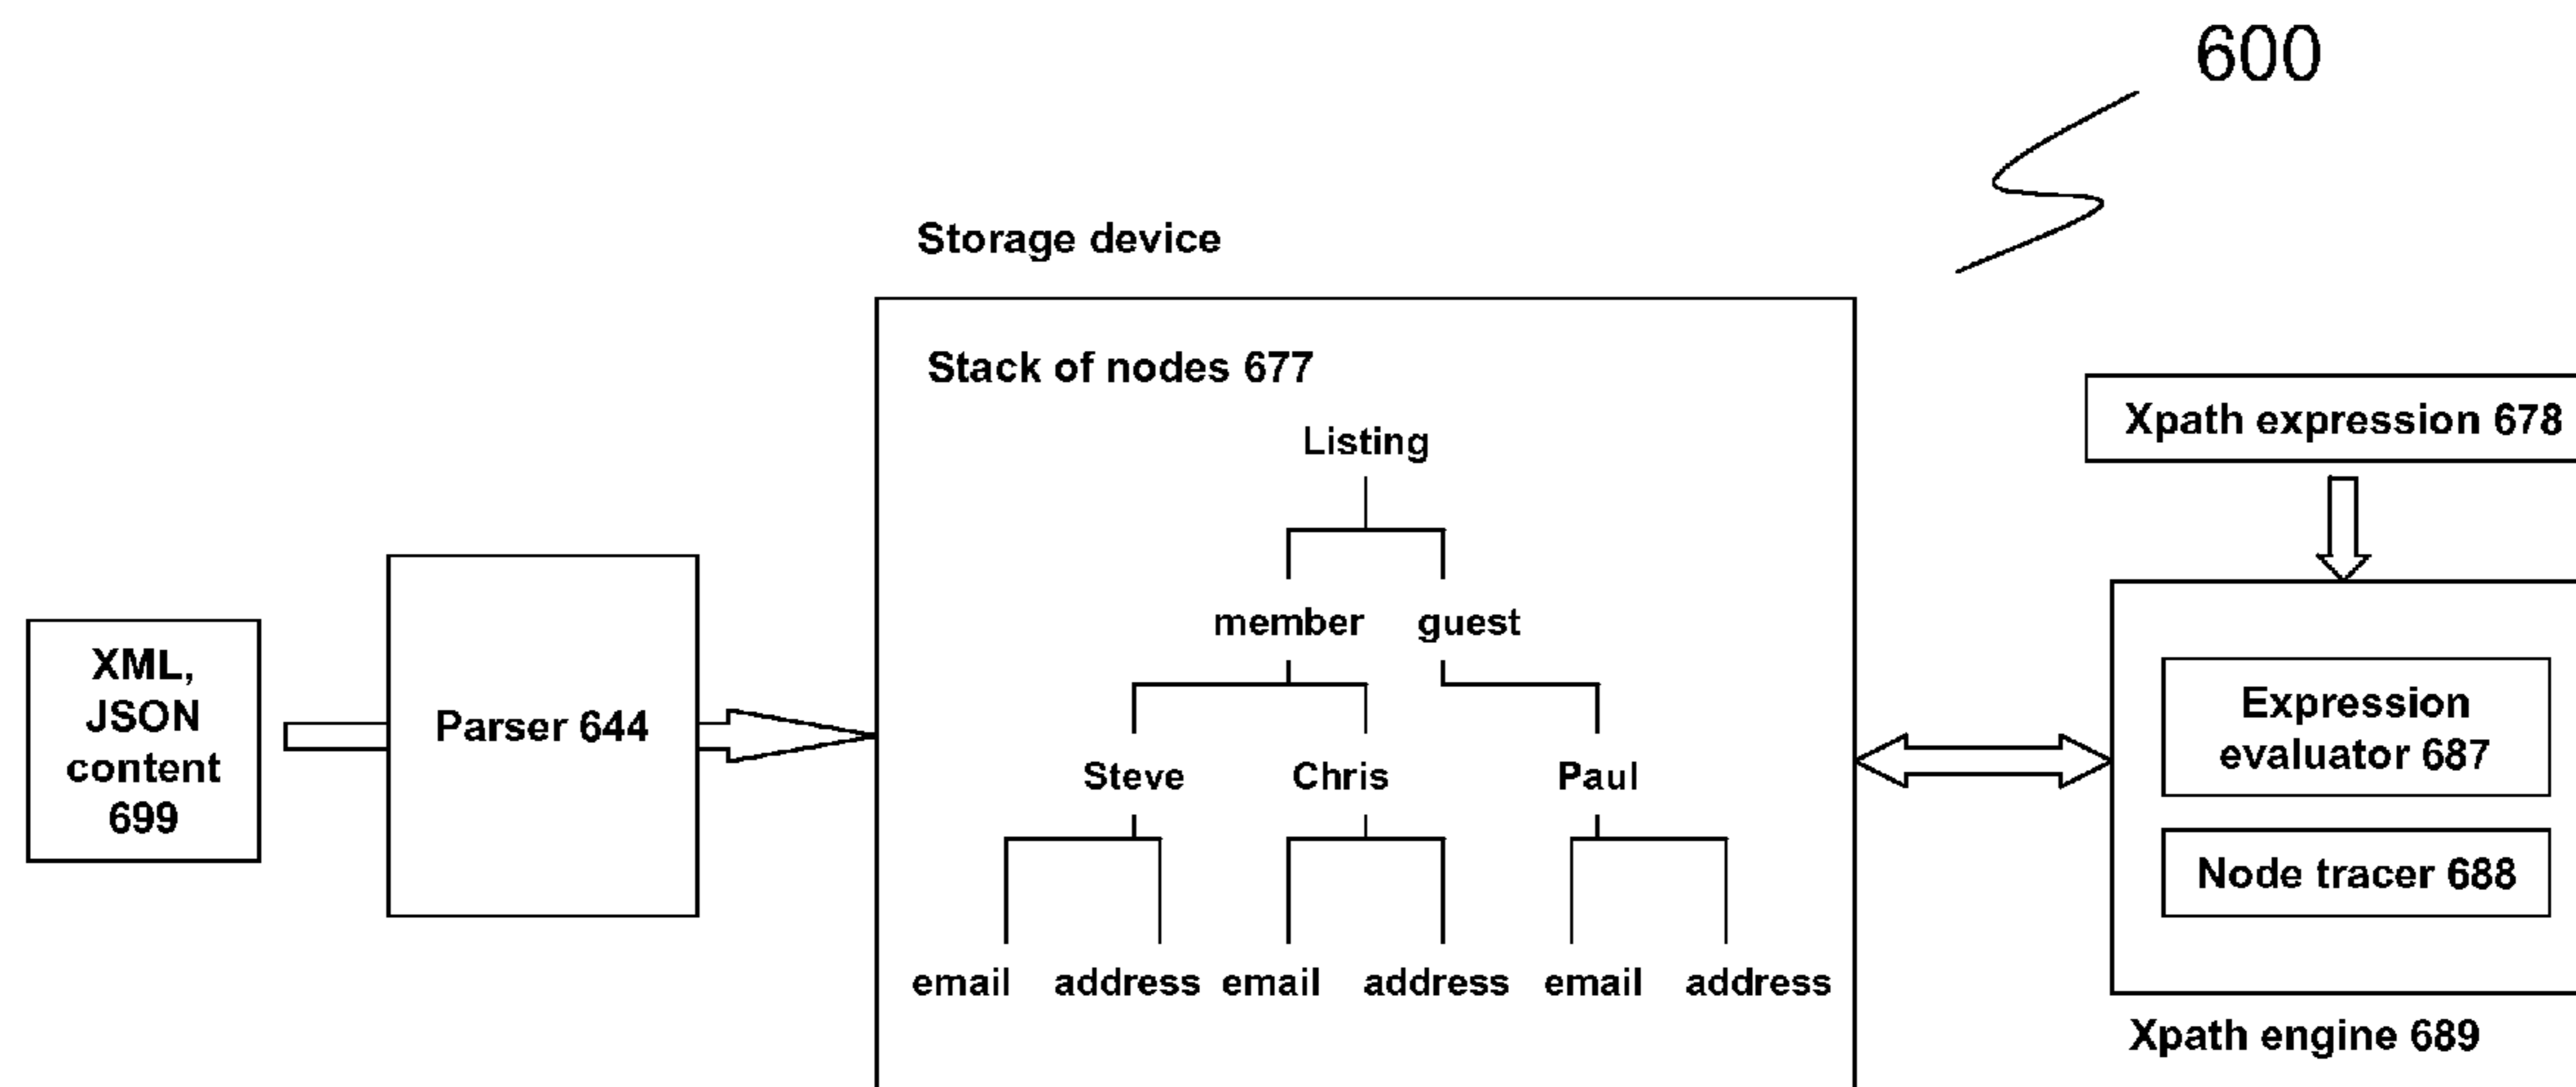 600
Storage device
Stack of nodes 677
Listing
Xpath expression 678
member guest
XML,
JSON
content
699
Parser 644
Expression
evaluator 687
Steve Chris Paul
Node tracer 688
email address email address email address
Xpath engine 689